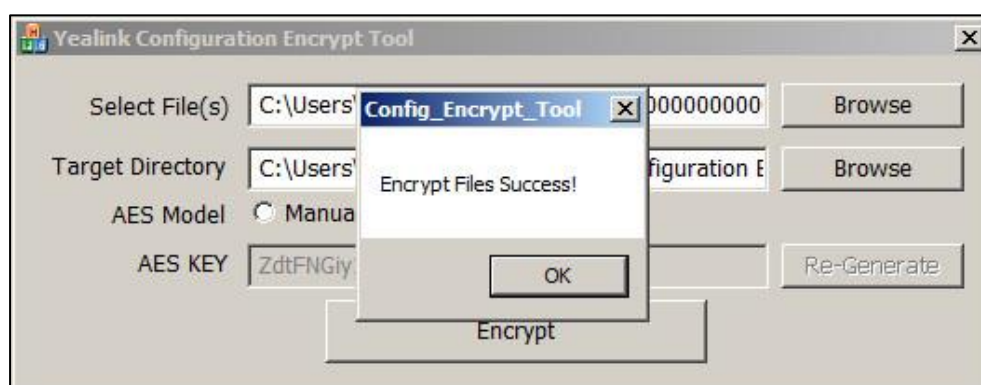 Yealink Configuration Encrypt Tool
Select File(s) C:\Users\ 000000000 Browse
Config_Encrypt_Tool
Target Directory C:\Users\ figuration E Browse
Encrypt Files Success!
AES Model Manua
AES KEY ZdtFNGiy Re-Generate
OK
Encrypt